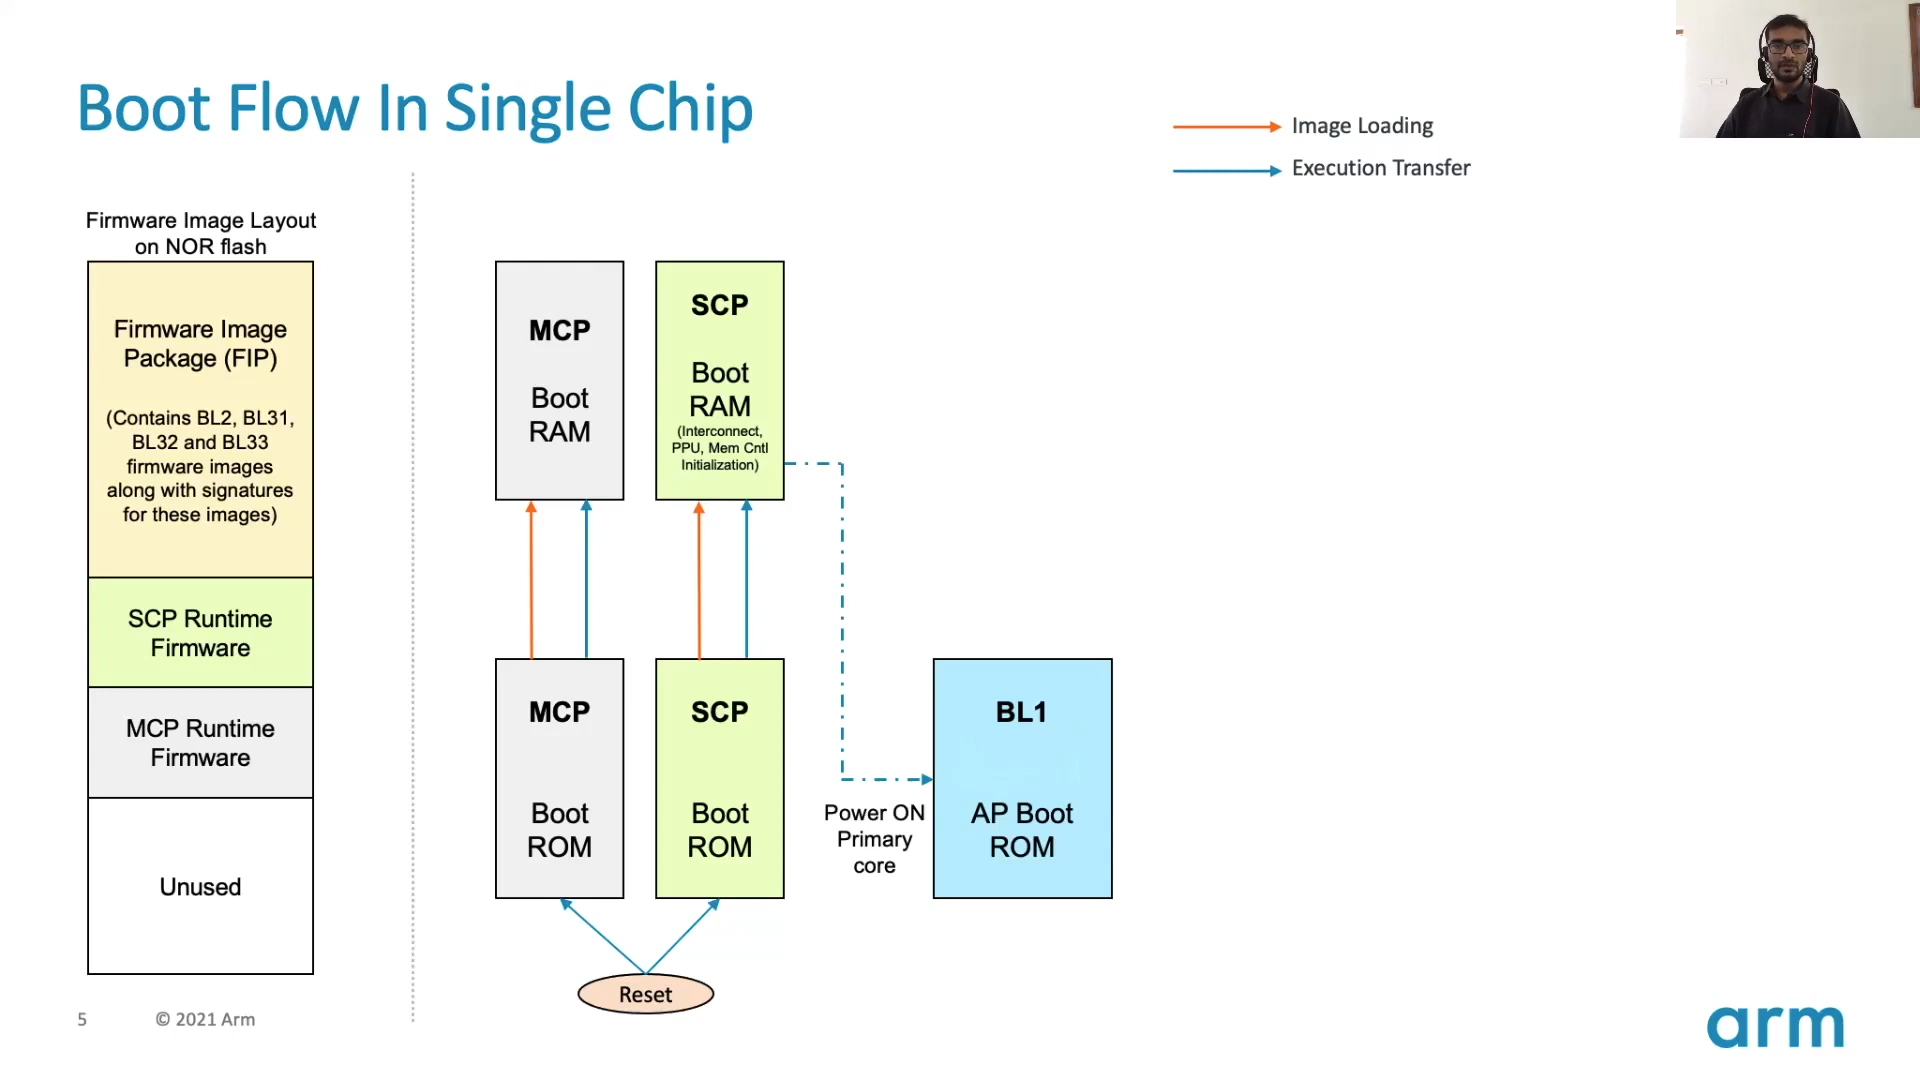 Boot Flow In Single Chip
Image Loading
Execution Transfer
Firmware Image Layout
on NOR flash
Firmware Image
Package (FIP)
(Contains BL2, BL31,
BL32 and BL33
firmware images
along with signatures
for these images)
SCP Runtime
Firmware
MCP Runtime
Firmware
Unused
MCP
Boot
RAM
SCP
Boot
RAM
(Interconnect,
PPU, Mem Cntl
Initialization)
MCP
Boot
ROM
SCP
Boot
ROM
Power ON
Primary
core
BL1
AP Boot
ROM
Reset
5
© 2021 Arm
arm